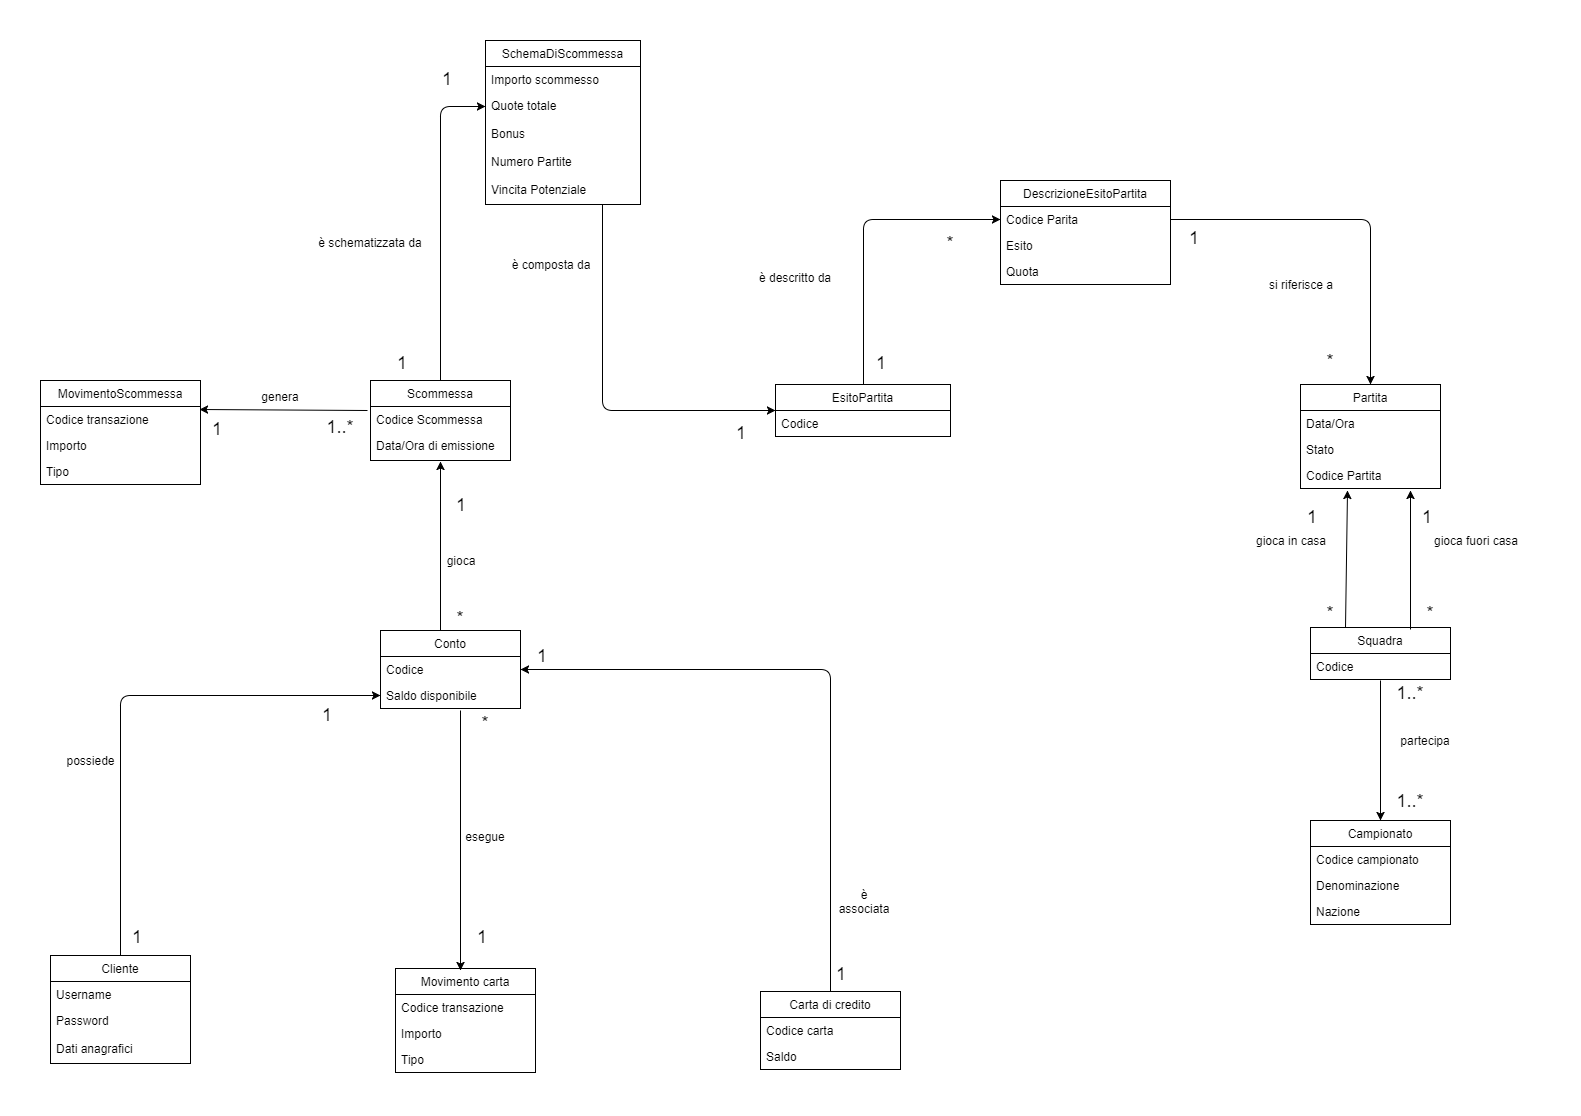 SchemaDiScommessa
Importo scommesso
Quote totale
Bonus
Numero Partite
Vincita Potenziale
1
è schematizzata da
è composta da
1
DescrizioneEsitoPartita
Codice Parita
Esito
Quota
*
1
è descritto da
si riferisce a
1
*
MovimentoScommessa
Codice transazione
Importo
Tipo
genera
1
1..*
Scommessa
Codice Scommessa
Data/Ora di emissione
EsitoPartita
Codice
1
Partita
Data/Ora
Stato
Codice Partita
1
gioca
*
1
1
gioca in casa
gioca fuori casa
*
*
Conto
Codice
Saldo disponibile
1
1
*
Squadra
Codice
1..*
partecipa
1..*
possiede
esegue
è
associata
Campionato
Codice campionato
Denominazione
Nazione
1
1
1
Cliente
Username
Password
Dati anagrafici
Movimento carta
Codice transazione
Importo
Tipo
Carta di credito
Codice carta
Saldo